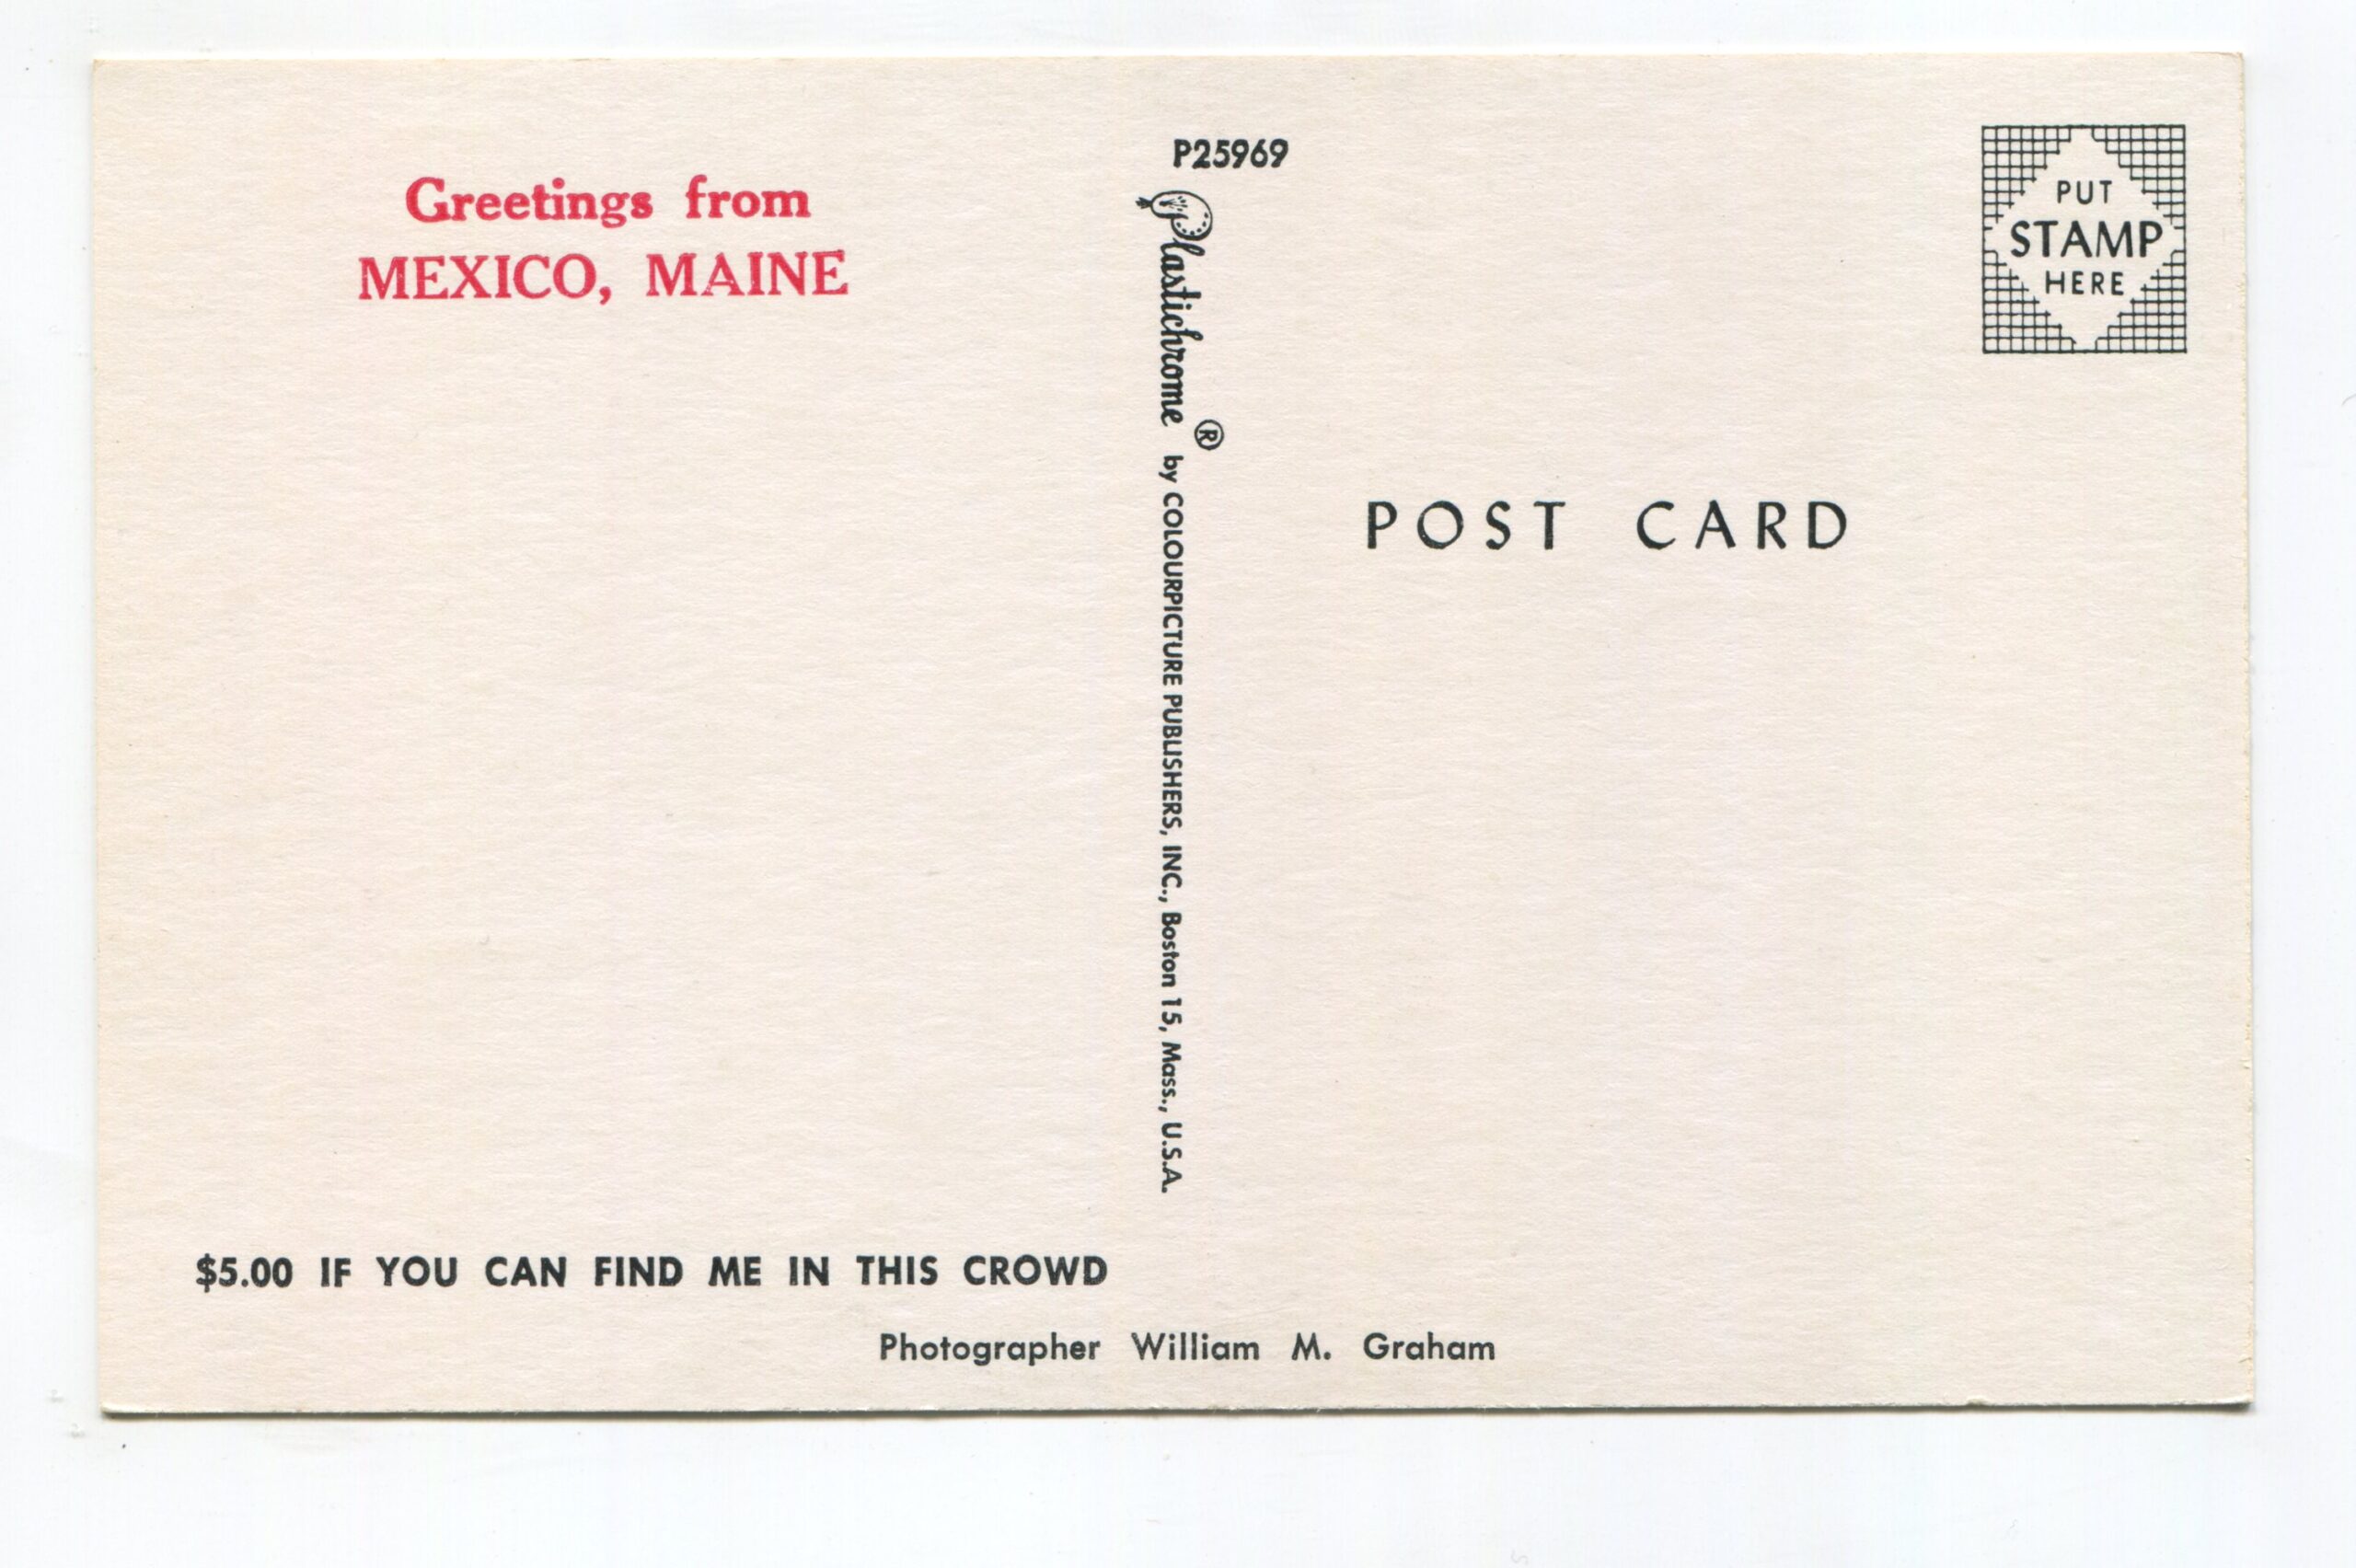 Greetings from
MEXICO, MAINE
$5.00 IF YOU CAN FIND ME IN THIS CROWD
P25969
Plastichrome ® by COLOURPICTURE PUBLISHERS, INC., Boston 15, Mass., U.S.A.
PUT
STAMP
HERE
POST CARD
Photographer William M. Graham